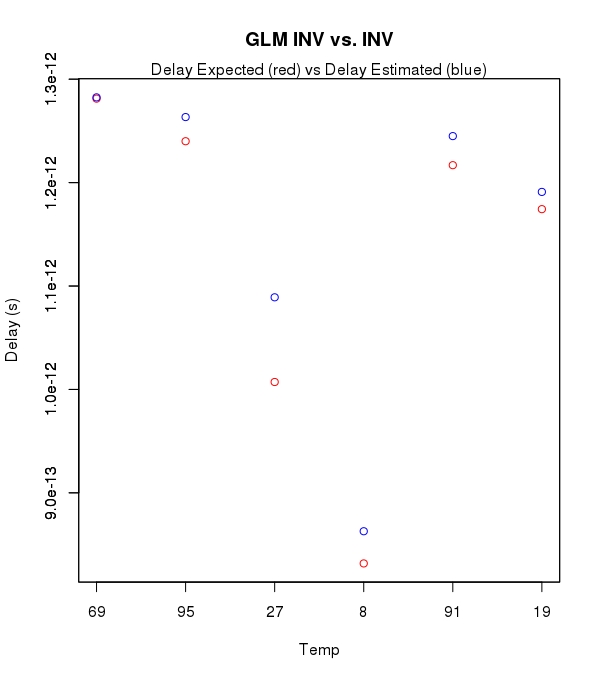 GLM INV vs. INV
Delay Expected (red) vs Delay Estimated (blue)
1.3e-12
1.2e-12
1.1e-12
1.0e-12
9.0e-13
Delay (s)
69 95 27 8 91 19
Temp